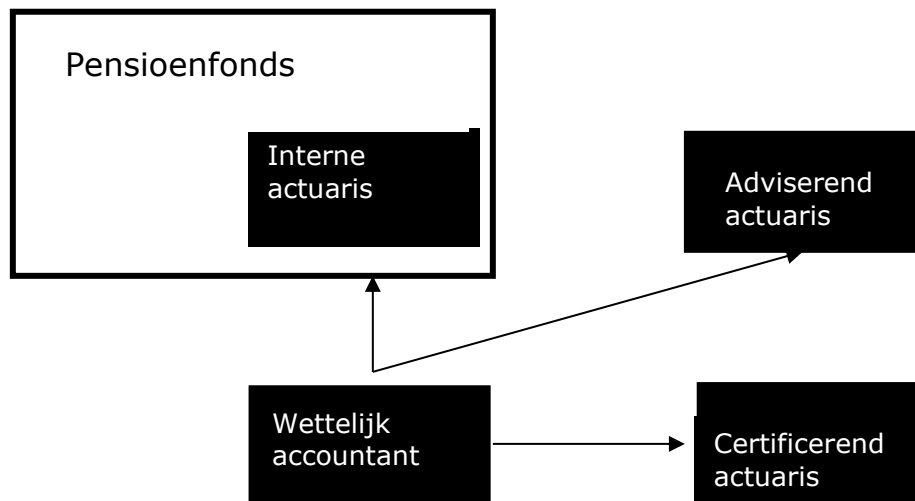 Pensioenfonds
Interne
actuaris
Adviserend
actuaris
Wettelijk
accountant
Certificerend
actuaris